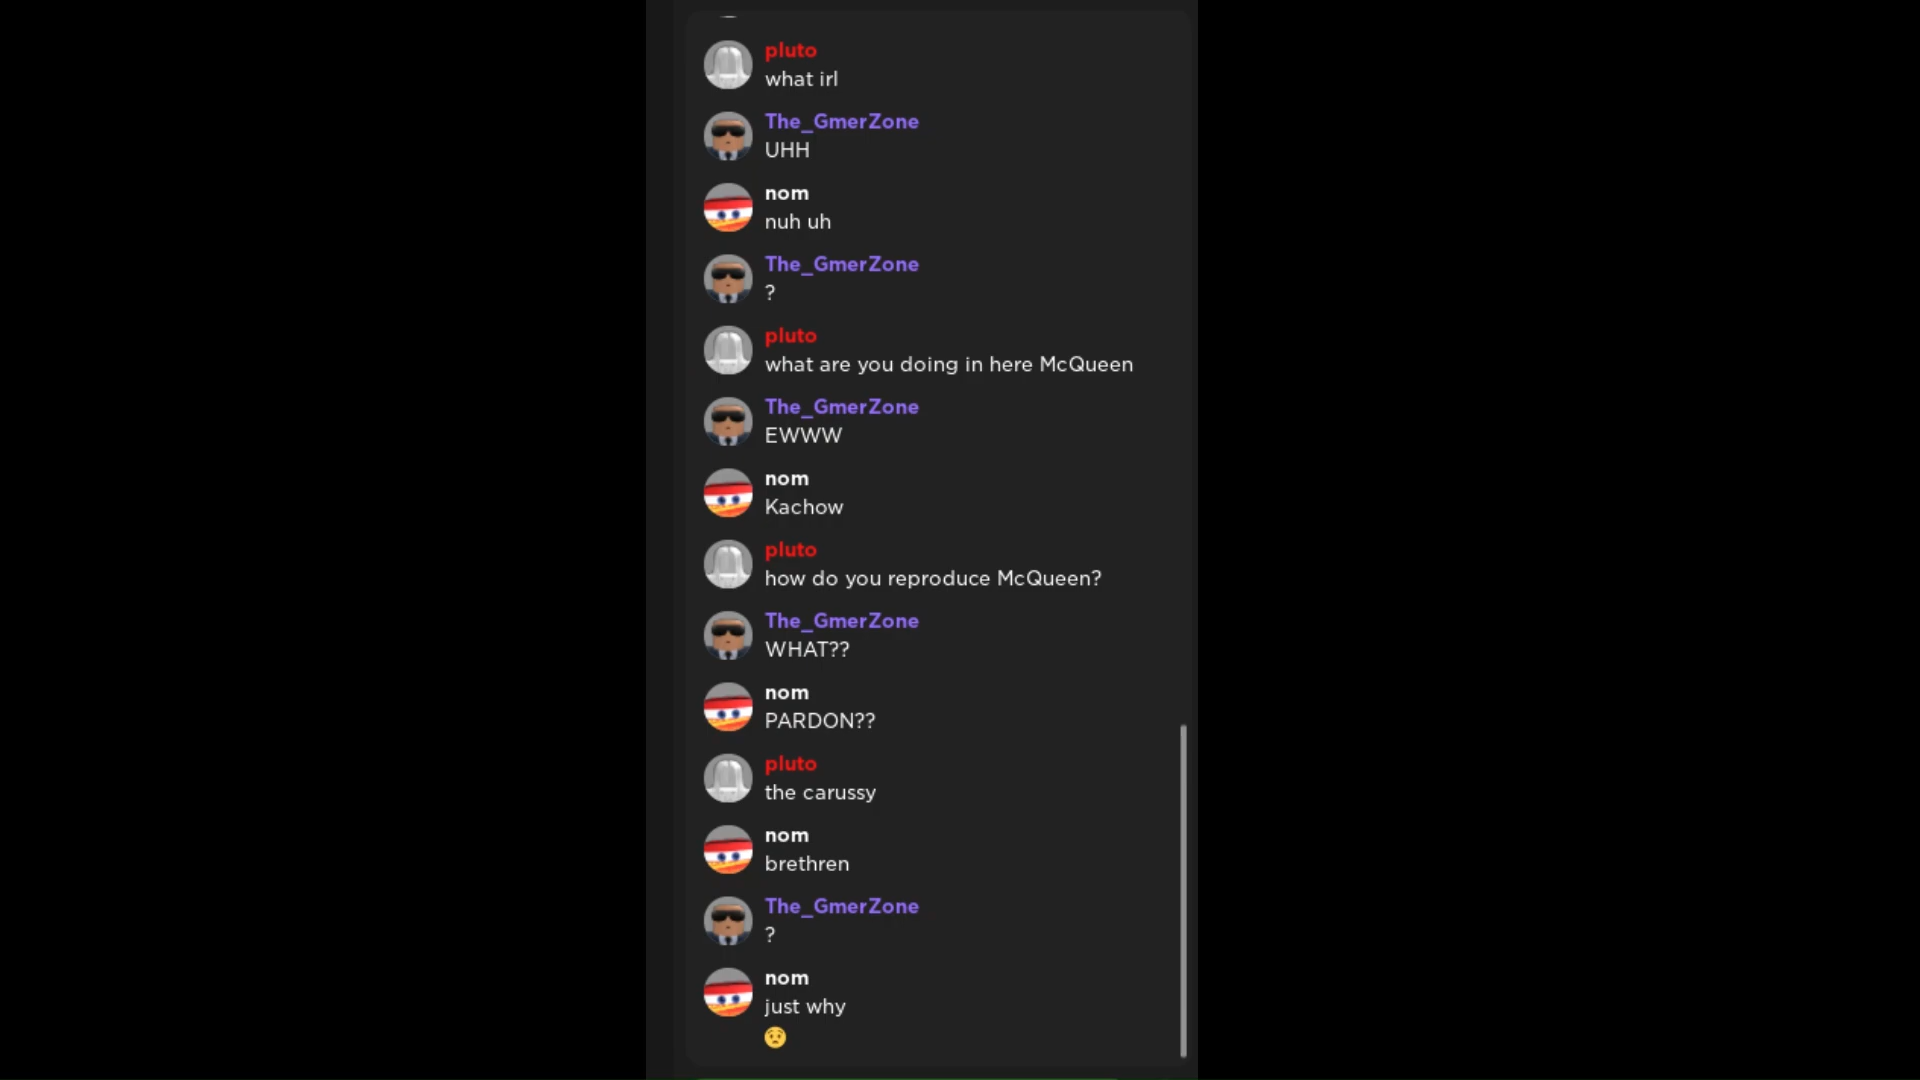 pluto
what irl
The_GmerZone
UHH
nom
nuh uh
The_GmerZone
?
pluto
what are you doing in here McQueen
The_GmerZone
EWWW
nom
Kachow
pluto
how do you reproduce McQueen?
The_GmerZone
WHAT??
nom
PARDON??
pluto
the carussy
nom
brethren
The_GmerZone
?
nom
just why
😟